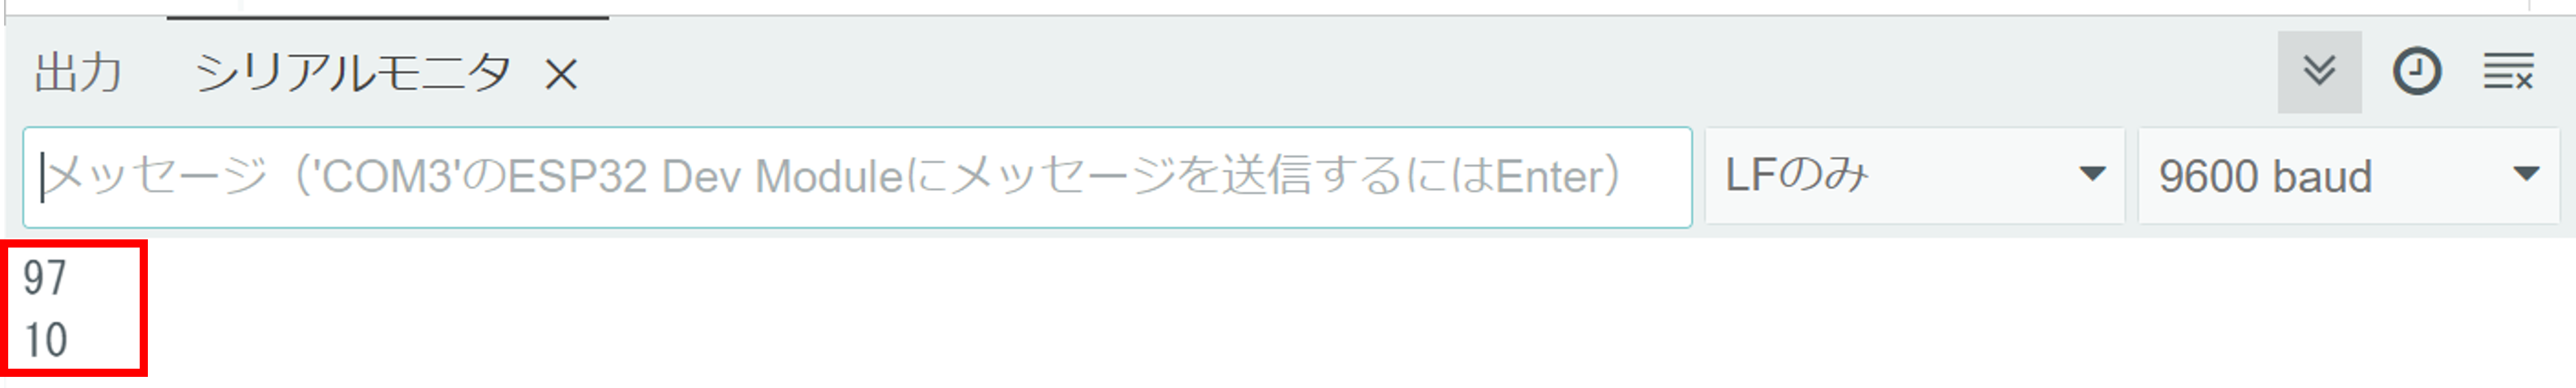 出力 シリアルモニタ ×
メッセージ（'COM3'のESP32 Dev Moduleにメッセージを送信するにはEnter） LFのみ 9600 baud
97
10